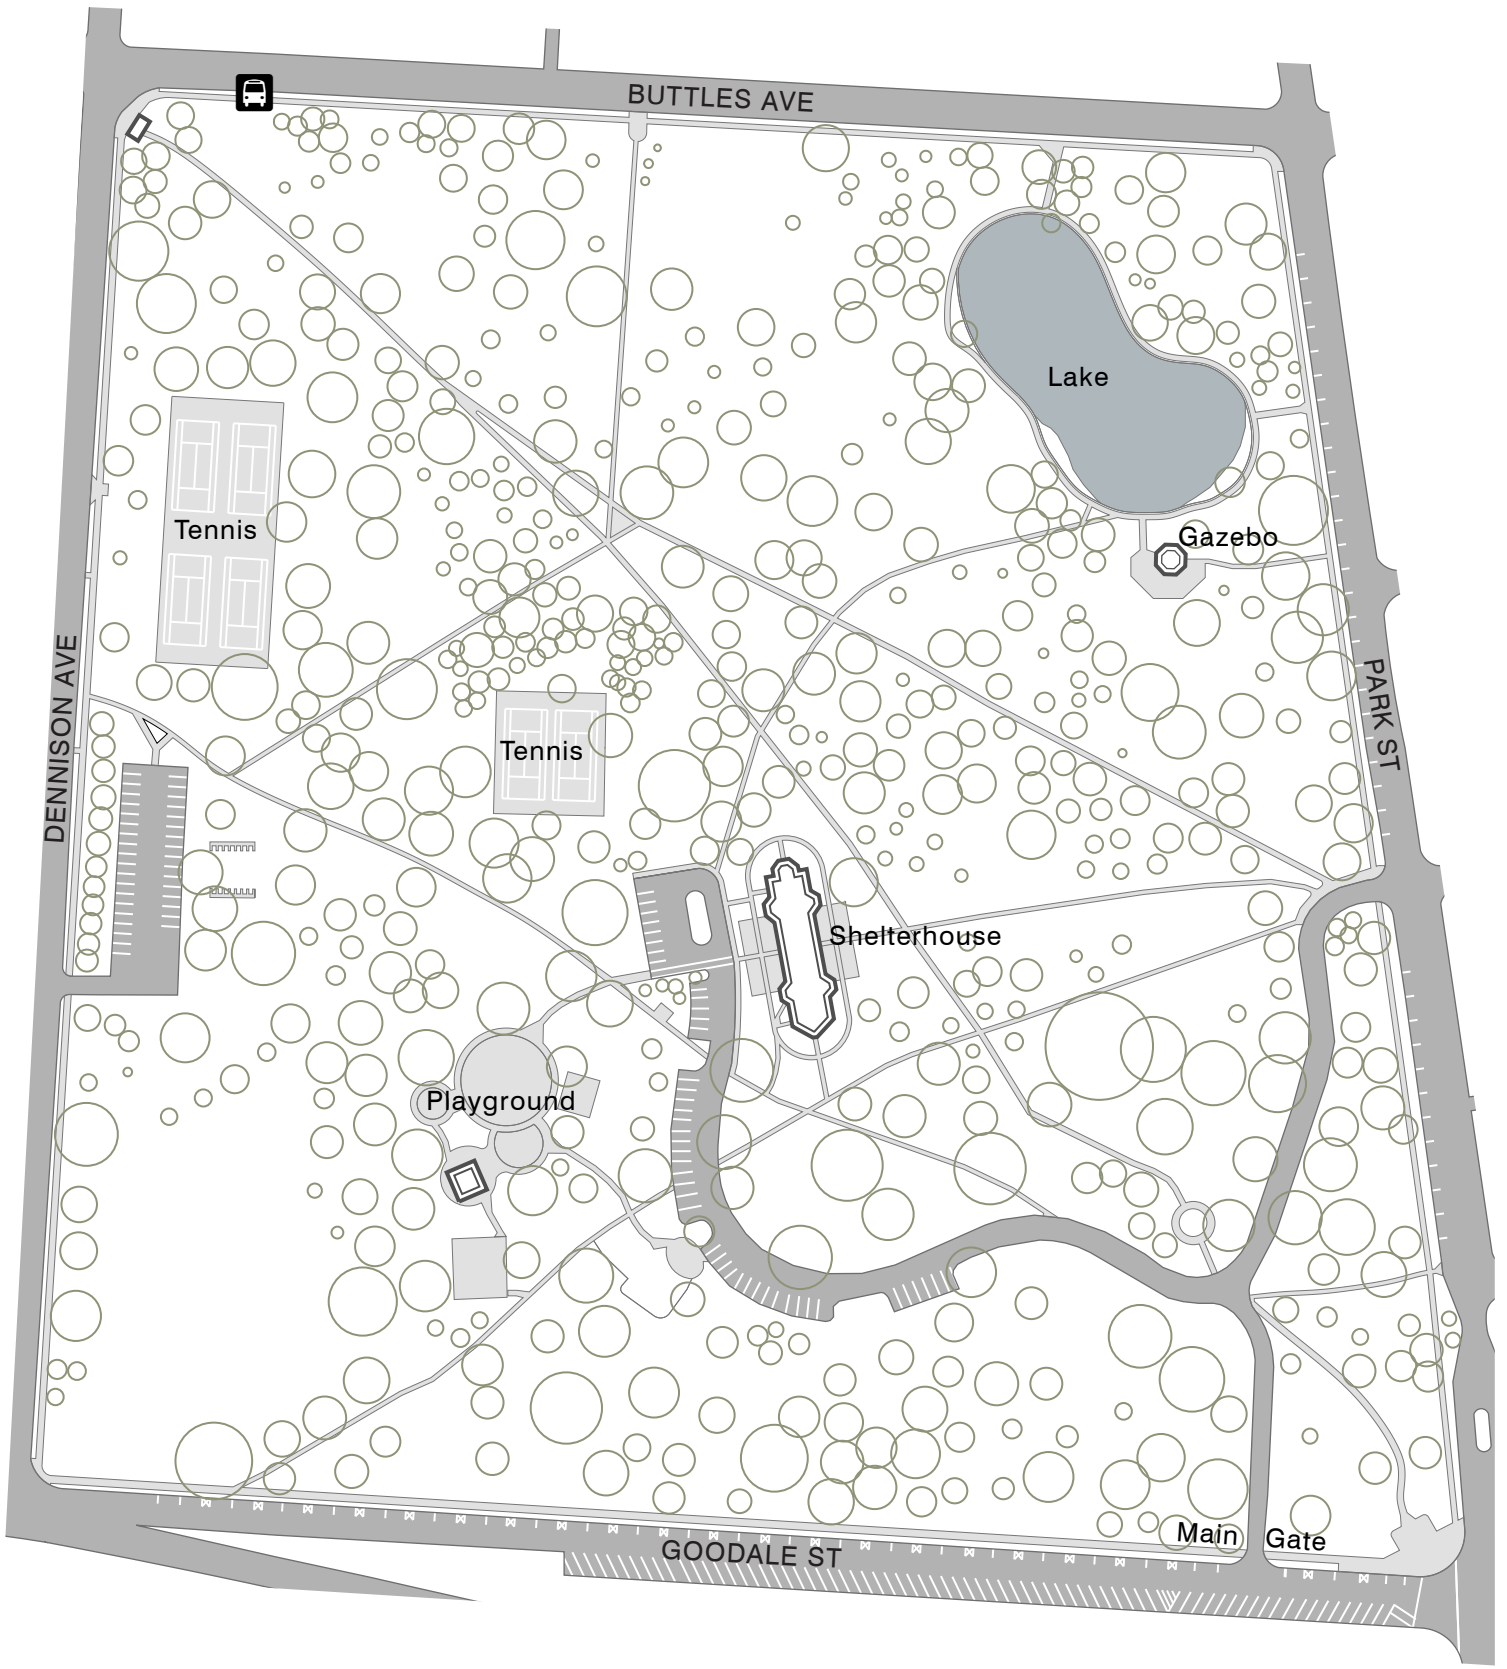 BUTTLES AVE
Lake
Tennis
Gazebo
DENNISON AVE
PARK ST
Tennis
Shelterhouse
Playground
Main Gate
GOODALE ST